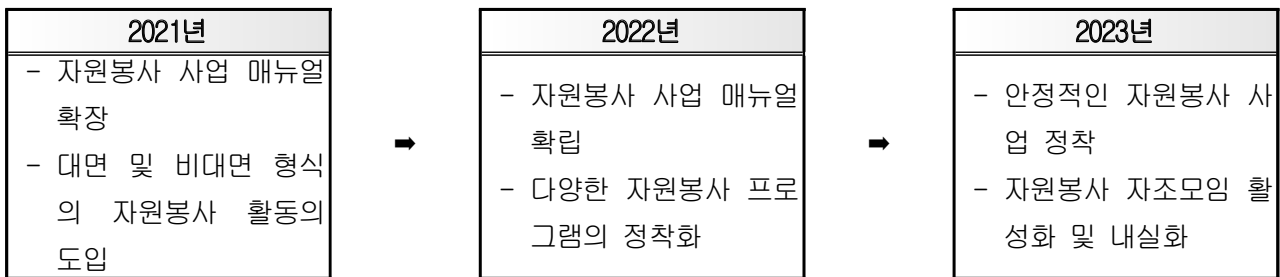 2021년
- 자원봉사 사업 매뉴얼
확장
- 대면 및 비대면 형식
의 자원봉사 활동의
도입
➡
2022년
- 자원봉사 사업 매뉴얼
확립
- 다양한 자원봉사 프로
그램의 정착화
➡
2023년
- 안정적인 자원봉사 사
업 정착
- 자원봉사 자조모임 활
성화 및 내실화